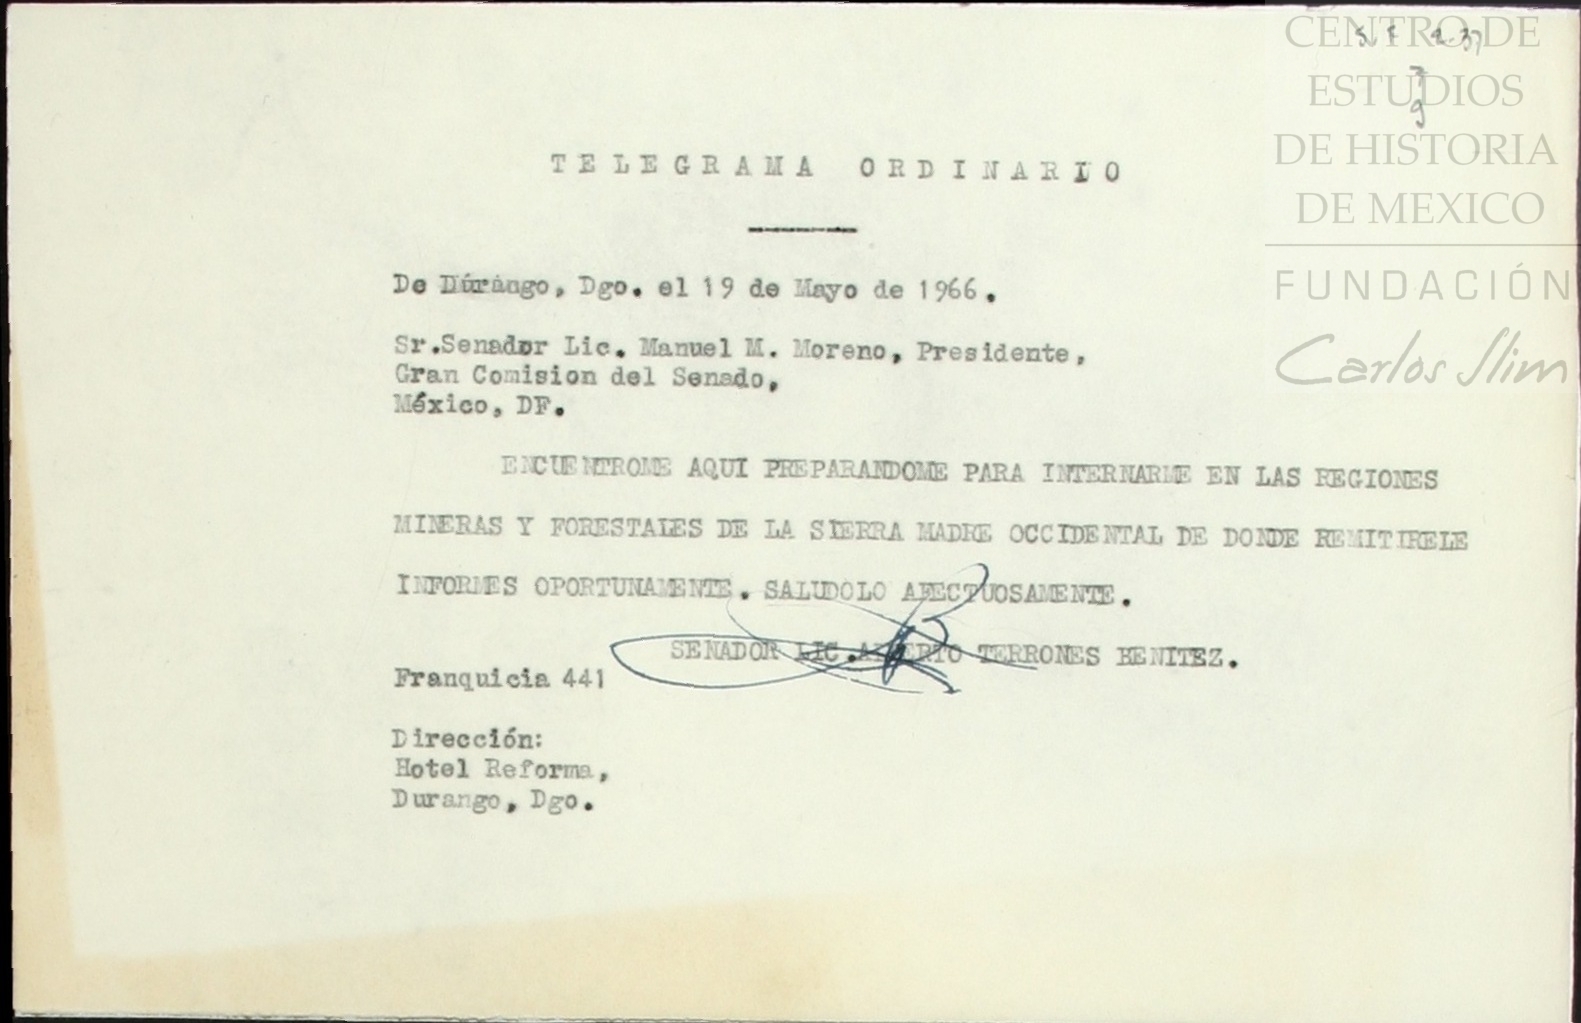 CENTRO DE
ESTUDIOS
DE HISTORIA
DE MEXICO
FUNDACIÓN
Carlos Slim
TELEGRAMA ORDINARIO
De Dúrango, Dgo. el 19 de Mayo de 1966.
Sr.Senador Lic. Manuel M. Moreno, Presidente,
Gran Comision del Senado,
México, DF.
ENCUENTROME AQUI PREPARANDOME PARA INTERNARME EN LAS REGIONES
MINERAS Y FORESTALES DE LA SIERRA MADRE OCCIDENTAL DE DONDE REMITIRELE
INFORMES OPORTUNAMENTE. SALUDOLO AFECTUOSAMENTE.
SENADOR LIC.ALBERTO TERRONES BENITEZ.
Franquicia 441
Dirección:
Hotel Reforma,
Durango, Dgo.